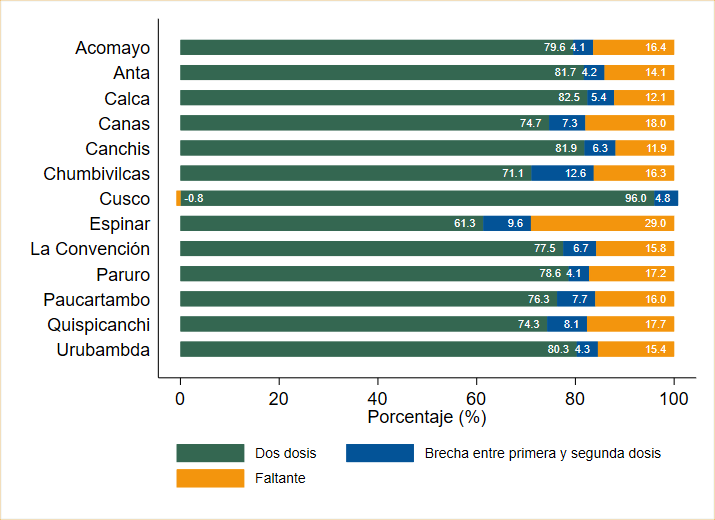 Acomayo 79.6 4.1 16.4
Anta 81.7 4.2 14.1
Calca 82.5 5.4 12.1
Canas 74.7 7.3 18.0
Canchis 81.9 6.3 11.9
Chumbivilcas 71.1 12.6 16.3
Cusco -0.8 96.0 4.8
Espinar 61.3 9.6 29.0
La Convención 77.5 6.7 15.8
Paruro 78.6 4.1 17.2
Paucartambo 76.3 7.7 16.0
Quispicanchi 74.3 8.1 17.7
Urubambda 80.3 4.3 15.4
0 20 40 60 80 100
Porcentaje (%)
Dos dosis Brecha entre primera y segunda dosis
Faltante